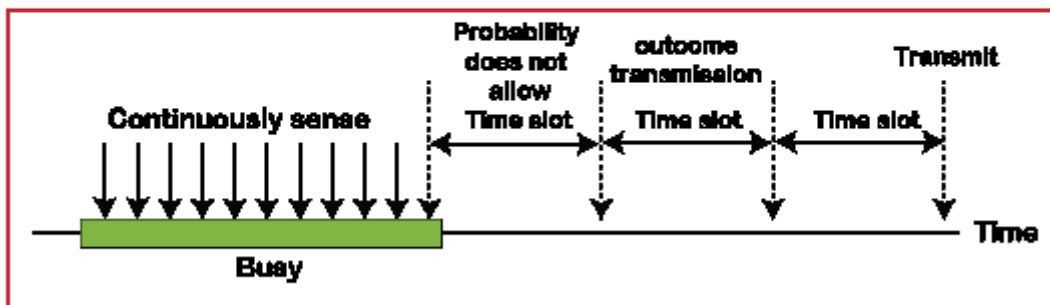 Probability
does not
allow
outcome
transmission
Transmit
Continuously sense
Time slot
Time slot
Time slot
Time
Busy